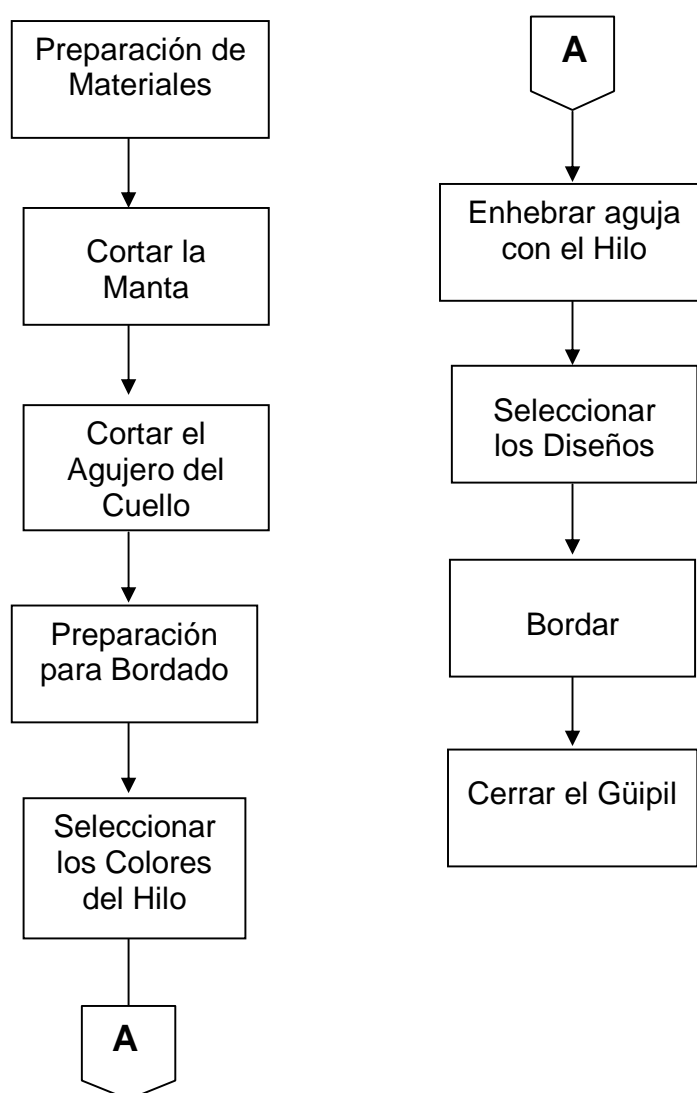 Preparación de
Materiales
Cortar la
Manta
Cortar el
Agujero del
Cuello
Preparación
para Bordado
Seleccionar
los Colores
del Hilo
A
A
Enhebrar aguja
con el Hilo
Seleccionar
los Diseños
Bordar
Cerrar el Güipil